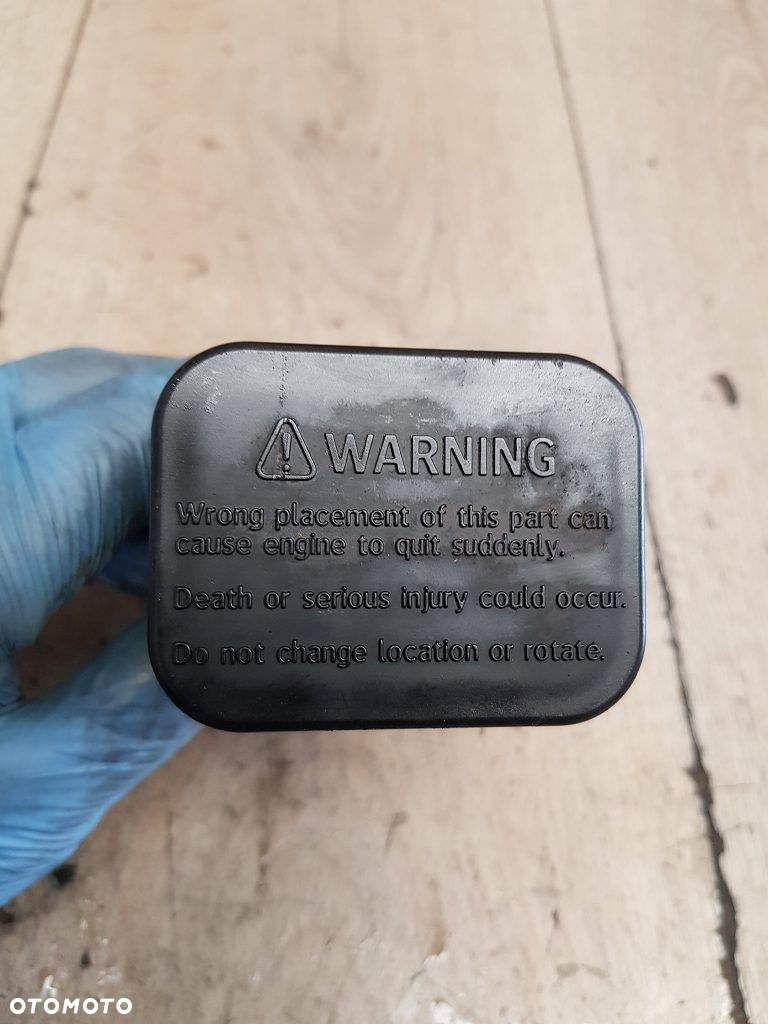 WARNING
Wrong placement of this part can
cause engine to quit suddenly.
Death or serious injury could occur.
Do not change location or rotate.
OTOMOTO